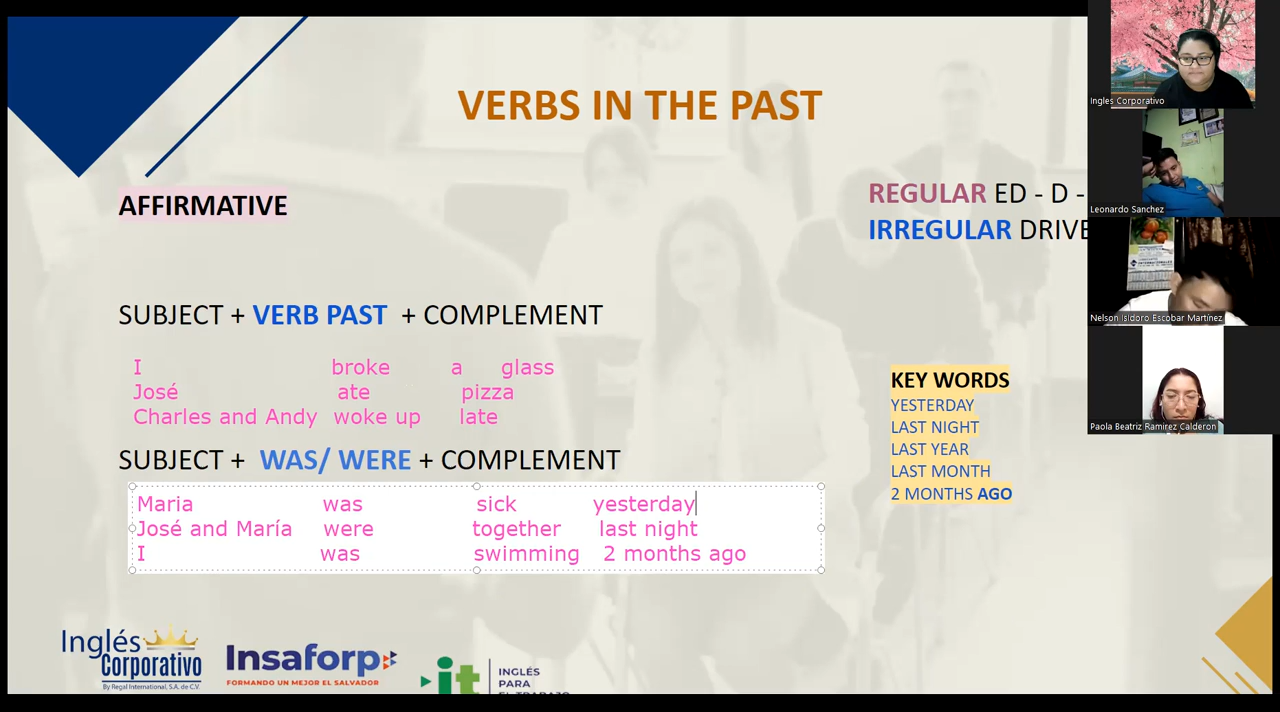 VERBS IN THE PAST
AFFIRMATIVE
REGULAR ED - D -
IRREGULAR DRIVE
SUBJECT + VERB PAST + COMPLEMENT
I broke a glass
José ate pizza
Charles and Andy woke up late
SUBJECT + WAS/ WERE + COMPLEMENT
Maria was sick yesterday
José and María were together last night
I was swimming 2 months ago
KEY WORDS
YESTERDAY
LAST NIGHT
LAST YEAR
LAST MONTH
2 MONTHS AGO
Inglés
Corporativo
By Regal International, S.A. de C.V.
Insaforp
FORMANDO UN MEJOR EL SALVADOR
it
INGLÉS
PARA
EL TRABAJO
Ingles Corporativo
Leonardo Sanchez
Nelson Isidoro Escobar Martínez
Paola Beatriz Ramirez Calderon